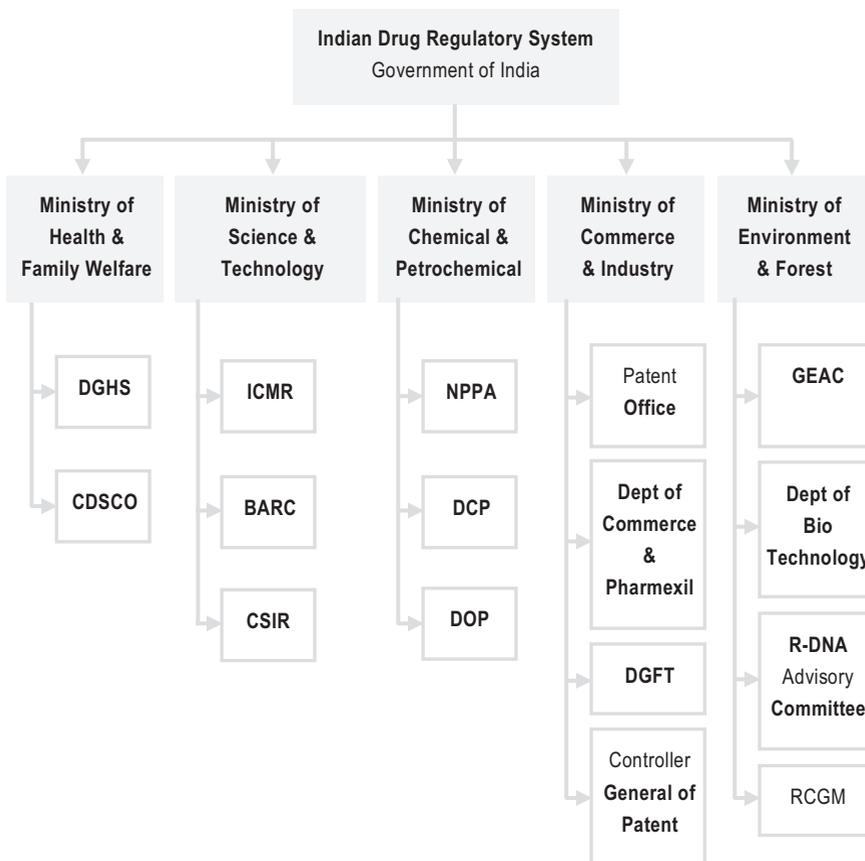 Indian Drug Regulatory System
Government of India
Ministry of
Health &
Family Welfare
DGHS
CDSCO
Ministry of
Science &
Technology
ICMR
BARC
CSIR
Ministry of
Chemical &
Petrochemical
NPPA
DCP
DOP
Ministry of
Commerce
& Industry
Patent
Office
Dept of
Commerce
&
Pharmexil
DGFT
Controller
General of
Patent
Ministry of
Environment
& Forest
GEAC
Dept of
Bio
Technology
R-DNA
Advisory
Committee
RCGM